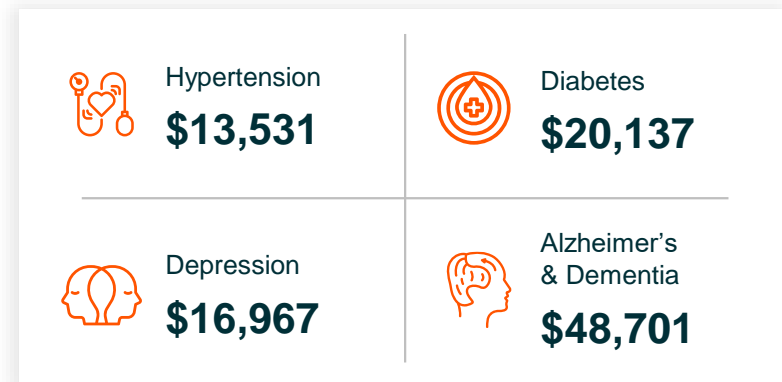 Hypertension
$13,531
Diabetes
$20,137
Depression
$16,967
Alzheimer's
& Dementia
$48,701